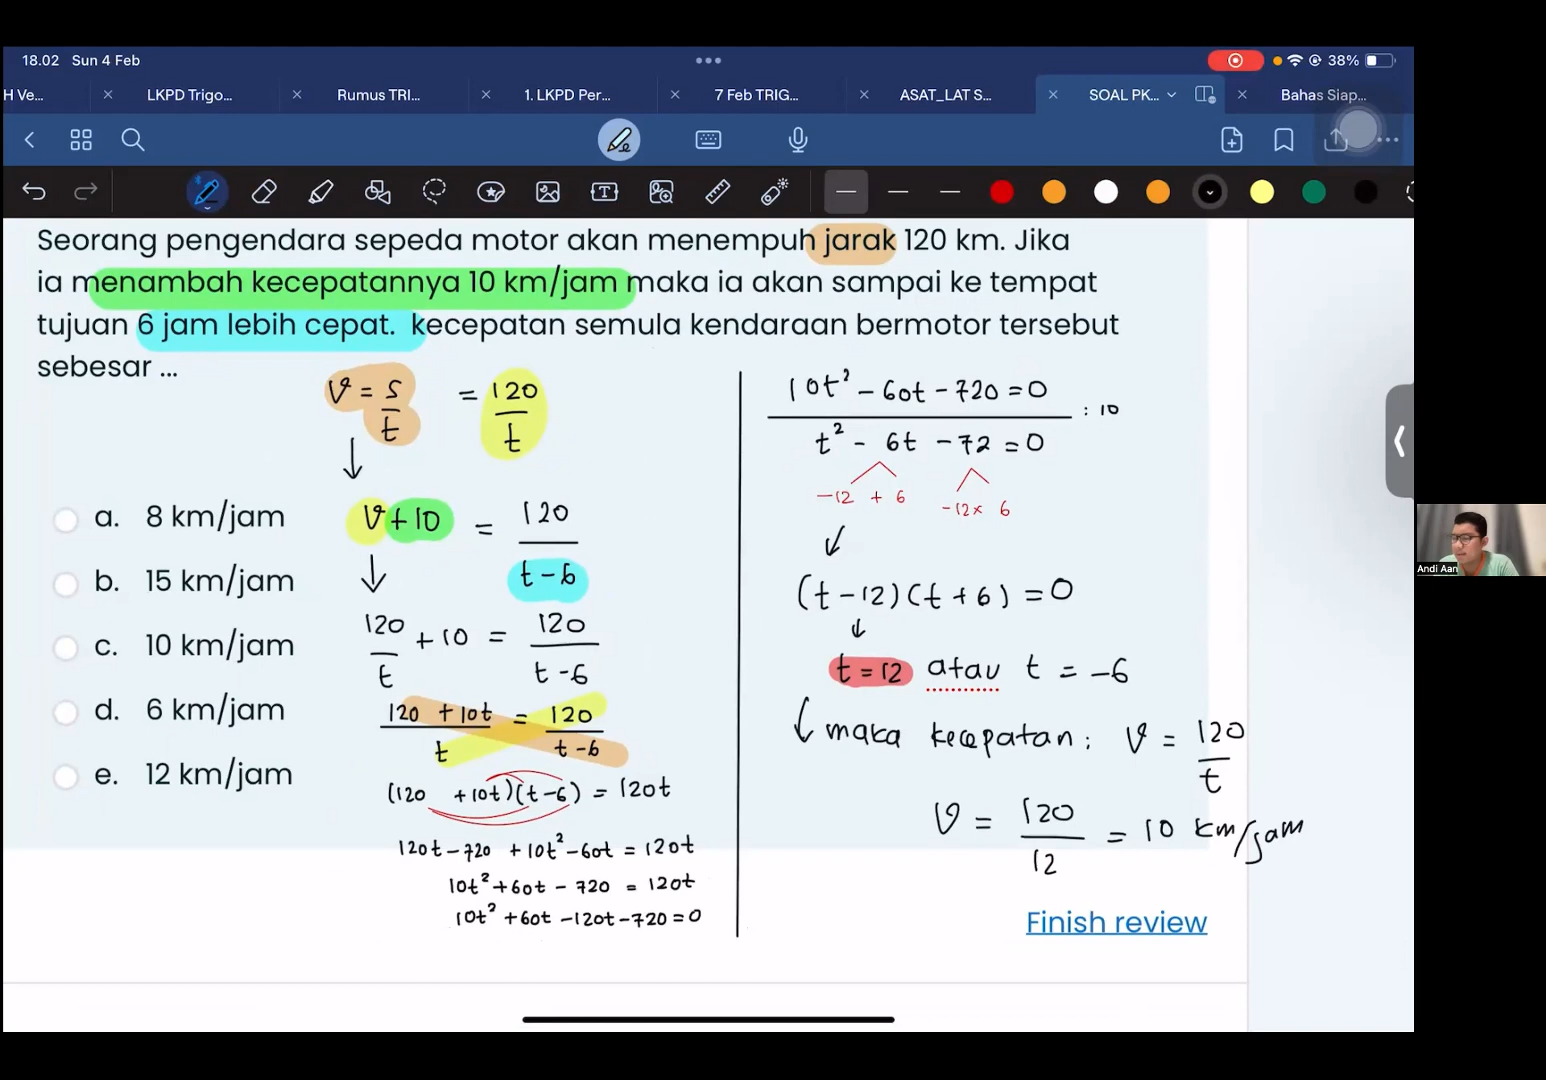 18.02 Sun 4 Feb
38%
H Ve...
LKPD Trigo...
Rumus TRI...
1. LKPD Per...
7 Feb TRIG...
ASAT_LAT S...
SOAL PK...
Bahas Siap...
Seorang pengendara sepeda motor akan menempuh jarak 120 km. Jika
ia menambah kecepatannya 10 km/jam maka ia akan sampai ke tempat
tujuan 6 jam lebih cepat. kecepatan semula kendaraan bermotor tersebut
sebesar ...
a. 8 km/jam
b. 15 km/jam
c. 10 km/jam
d. 6 km/jam
e. 12 km/jam
V = s/t = 120/t
V + 10 = 120/(t - 6)
120/t + 10 = 120/(t - 6)
(120 + 10t)/t = 120/(t - 6)
(120 + 10t)(t - 6) = 120t
120t - 720 + 10t² - 60t = 120t
10t² + 60t - 720 = 120t
10t² + 60t - 120t - 720 = 0
10t² - 60t - 720 = 0
: 10
t² - 6t - 72 = 0
-12 + 6
-12 x 6
(t - 12)(t + 6) = 0
t = 12 atau t = -6
maka kecepatan : V = 120/t
V = 120/12 = 10 km/jam
Finish review
Andi Aan